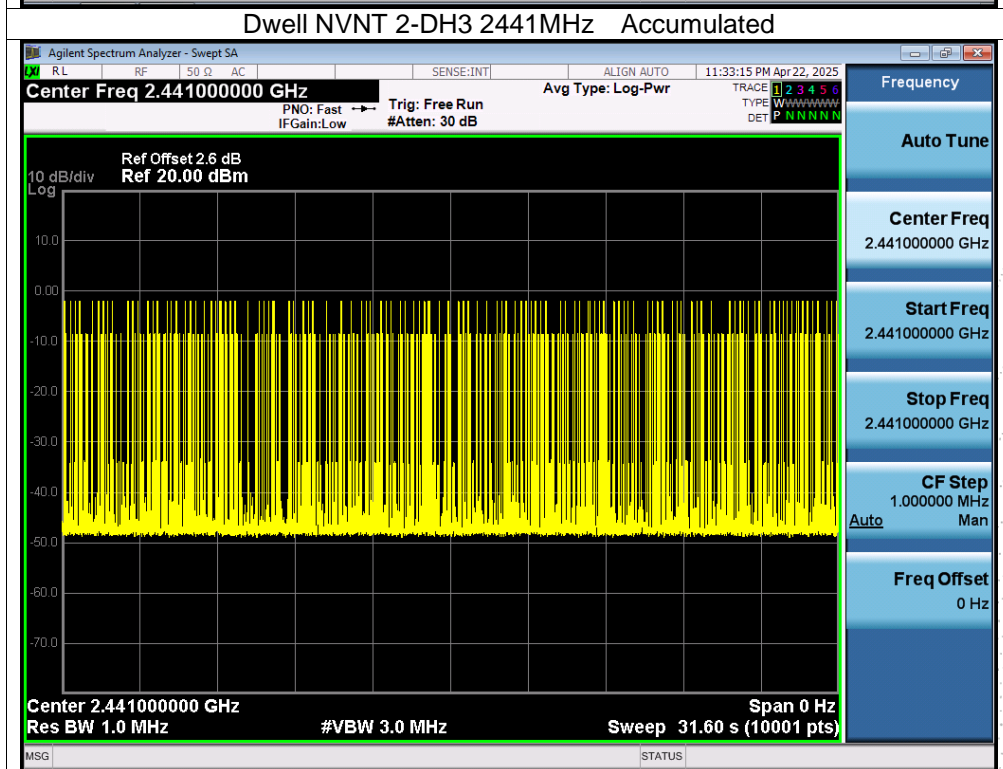 Dwell NVNT 2-DH3 2441MHz Accumulated
Agilent Spectrum Analyzer - Swept SA
LXI RL RF 50 Ω AC SENSE:INT ALIGN AUTO 11:33:15 PM Apr 22, 2025
Center Freq 2.441000000 GHz Avg Type: Log-Pwr TRACE 1 2 3 4 5 6
PNO: Fast Trig: Free Run TYPE WWWWWWW
IFGain:Low #Atten: 30 dB DET P N N N N N
Ref Offset 2.6 dB
10 dB/div Ref 20.00 dBm
Log
10.0
0.00
-10.0
-20.0
-30.0
-40.0
-50.0
-60.0
-70.0
Center 2.441000000 GHz Span 0 Hz
Res BW 1.0 MHz #VBW 3.0 MHz Sweep 31.60 s (10001 pts)
MSG STATUS
Frequency
Auto Tune
Center Freq
2.441000000 GHz
Start Freq
2.441000000 GHz
Stop Freq
2.441000000 GHz
CF Step
1.000000 MHz
Auto Man
Freq Offset
0 Hz